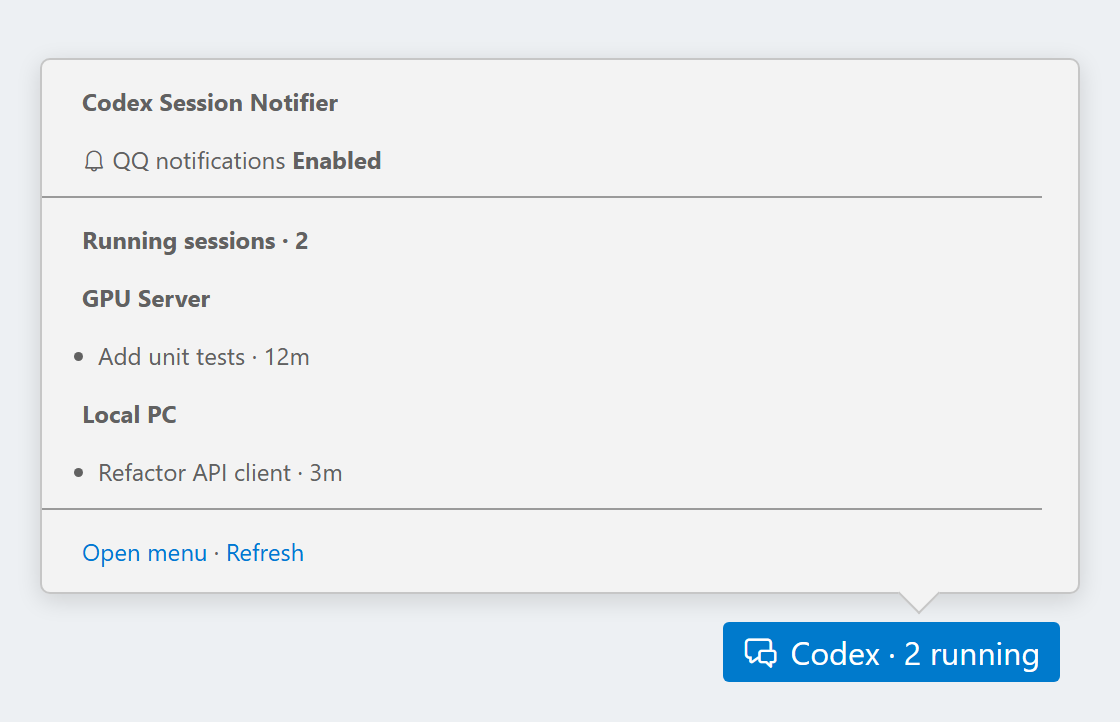 Codex Session Notifier
QQ notifications Enabled
Running sessions · 2
GPU Server
• Add unit tests · 12m
Local PC
• Refactor API client · 3m
Open menu · Refresh
Codex · 2 running